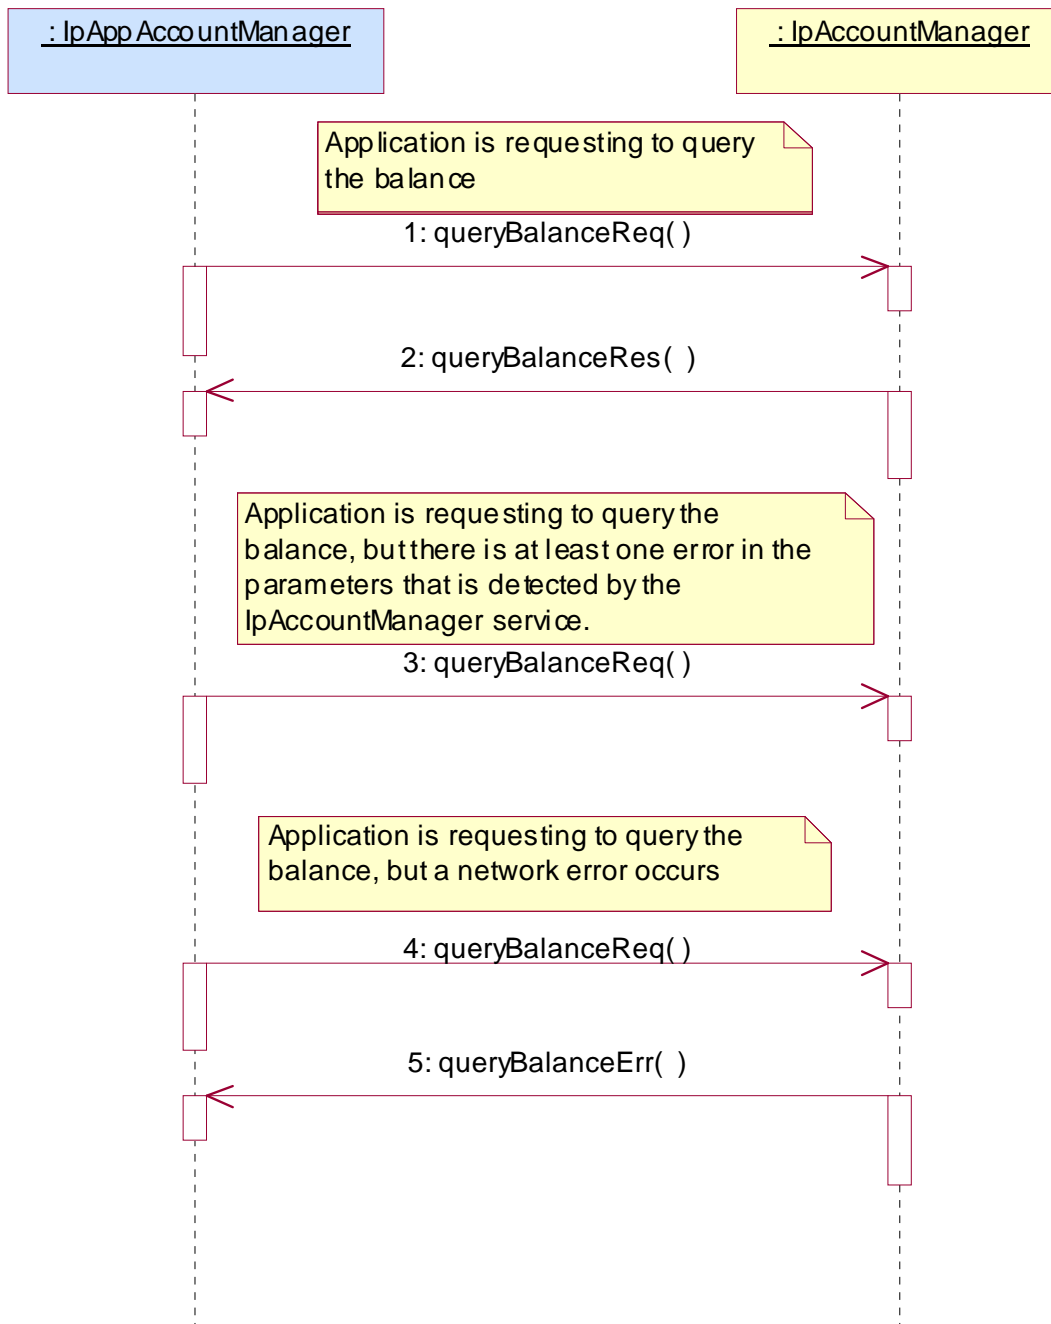 : IpAppAccountManager
: IpAccountManager
Application is requesting to query
the balance
1: queryBalanceReq( )
2: queryBalanceRes( )
Application is requesting to query the
balance, but there is at least one error in the
parameters that is detected by the
IpAccountManager service.
3: queryBalanceReq( )
Application is requesting to query the
balance, but a network error occurs
4: queryBalanceReq( )
5: queryBalanceErr( )